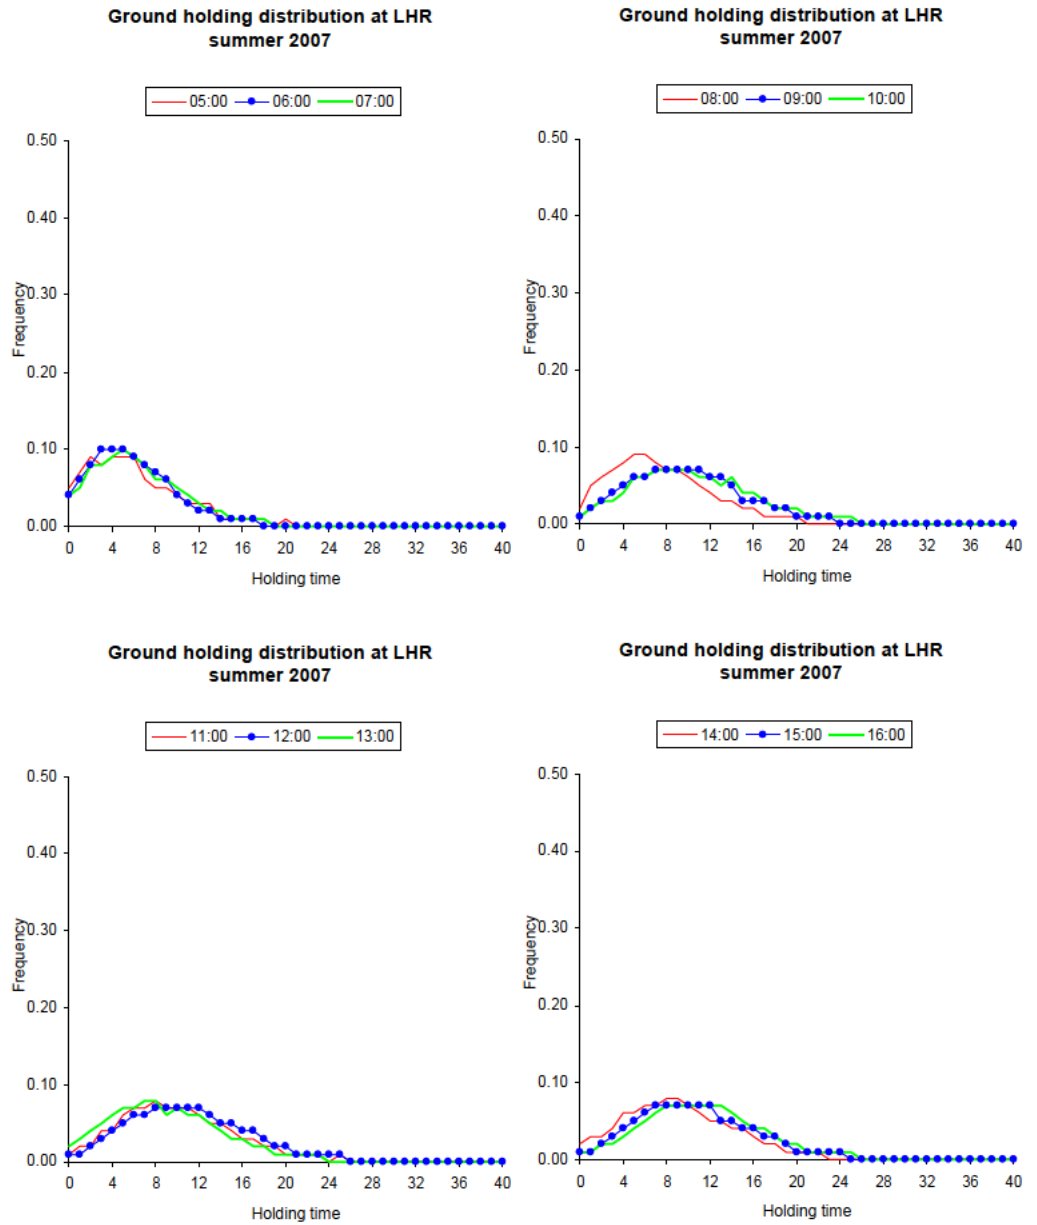 Ground holding distribution at LHR
summer 2007
05:00 06:00 07:00
0.50
0.40
0.30
0.20
0.10
0.00
Frequency
0 4 8 12 16 20 24 28 32 36 40
Holding time
Ground holding distribution at LHR
summer 2007
08:00 09:00 10:00
0.50
0.40
0.30
0.20
0.10
0.00
Frequency
0 4 8 12 16 20 24 28 32 36 40
Holding time
Ground holding distribution at LHR
summer 2007
11:00 12:00 13:00
0.50
0.40
0.30
0.20
0.10
0.00
Frequency
0 4 8 12 16 20 24 28 32 36 40
Holding time
Ground holding distribution at LHR
summer 2007
14:00 15:00 16:00
0.50
0.40
0.30
0.20
0.10
0.00
Frequency
0 4 8 12 16 20 24 28 32 36 40
Holding time